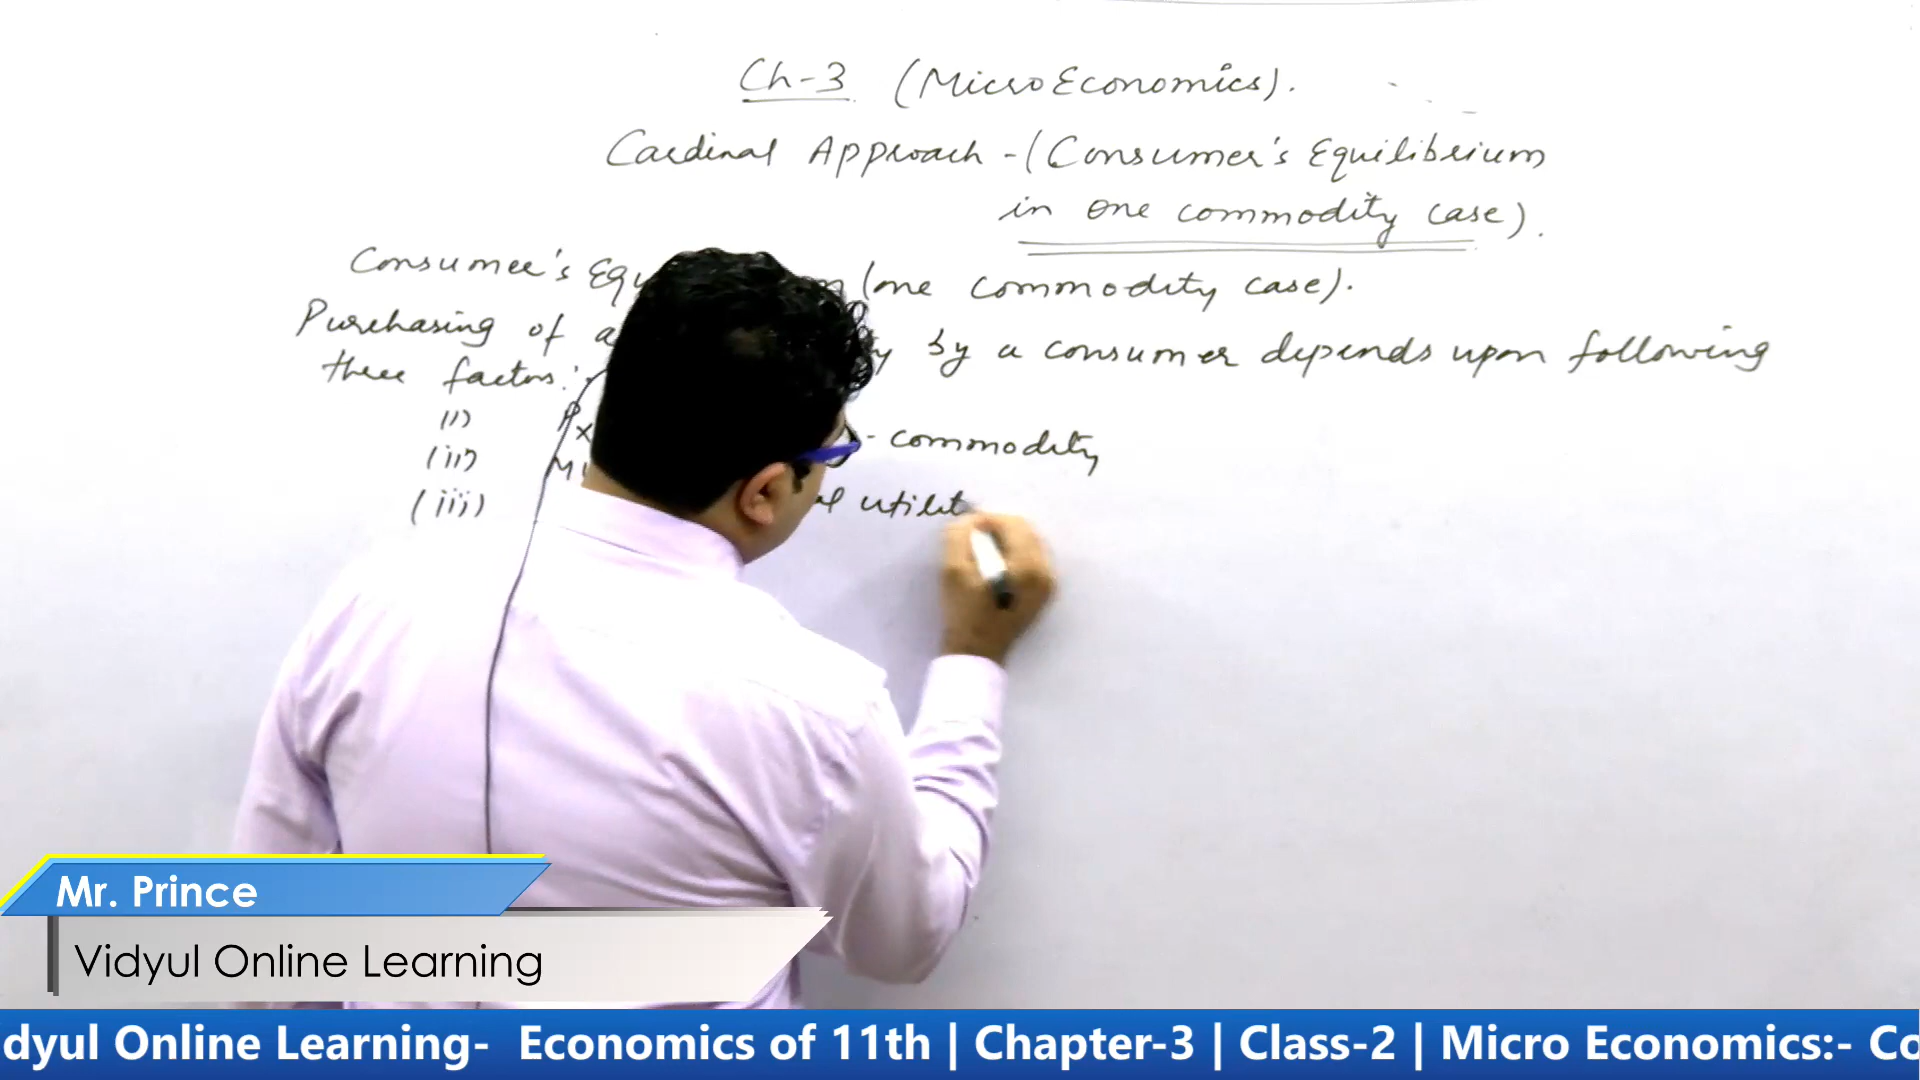 Ch-3 (MicroEconomics).
Cardinal Approach - (Consumer's Equilibrium
in one commodity case).
Consumer's (one commodity case).
Purchasing of by a consumer depends upon following
three factors:-
(i) Px - commodity
(ii) MU
(iii)
Mr. Prince
Vidyul Online Learning
dyul Online Learning- Economics of 11th | Chapter-3 | Class-2 | Micro Economics:- Co